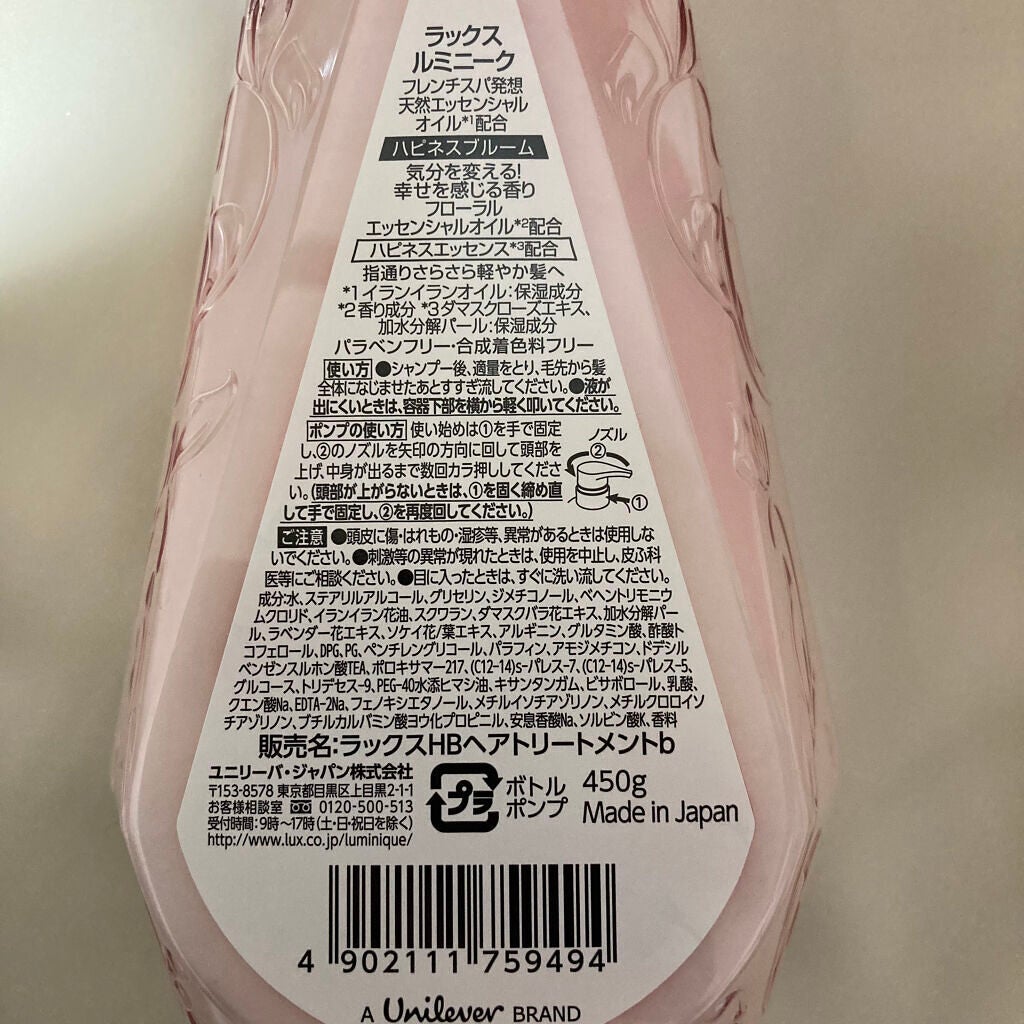 ラックス
ルミニーク
フレンチスパ発想
天然エッセンシャル
オイル*1配合
ハピネスブルーム
気分を変える!
幸せを感じる香り
フローラル
エッセンシャルオイル*2配合
ハピネスエッセンス*3配合
指通りさらさら軽やか髪へ
*1イランイランオイル:保湿成分
*2香り成分 *3ダマスクローズエキス、
加水分解パール:保湿成分
パラベンフリー・合成着色料フリー
使い方 ●シャンプー後、適量をとり、毛先から髪
全体になじませたあとすすぎ流してください。●液が
出にくいときは、容器下部を横から軽く叩いてください。
ポンプの使い方 使い始めは①を手で固定
し、②のノズルを矢印の方向に回して頭部を
上げ、中身が出るまで数回カラ押ししてくださ
い。(頭部が上がらないときは、①を固く締め直
して手で固定し、②を再度回してください。)
ノズル
②
①
ご注意 ●頭皮に傷・はれもの・湿疹等、異常があるときは使用しな
いでください。●刺激等の異常が現れたときは、使用を中止し、皮ふ科
医等にご相談ください。●目に入ったときは、すぐに洗い流してください。
成分:水、ステアリルアルコール、グリセリン、ジメチコノール、ベヘントリモニウ
ムクロリド、イランイラン花油、スクワラン、ダマスクバラ花エキス、加水分解パー
ル、ラベンダー花エキス、ソケイ花/葉エキス、アルギニン、グルタミン酸、酢酸ト
コフェロール、DPG、PG、ペンチレングリコール、パラフィン、アモジメチコン、ドデシル
ベンゼンスルホン酸TEA、ポロキサマー217、(C12-14)s-パレス-7、(C12-14)s-パレス-5、
グルコース、トリデセス-9、PEG-40水添ヒマシ油、キサンタンガム、ビサボロール、乳酸、
クエン酸Na、EDTA-2Na、フェノキシエタノール、メチルイソチアゾリノン、メチルクロロイソ
チアゾリノン、ブチルカルバミン酸ヨウ化プロピニル、安息香酸Na、ソルビン酸K、香料
販売名:ラックスHBヘアトリートメントb
ユニリーバ・ジャパン株式会社
〒153-8578 東京都目黒区上目黒2-1-1
お客様相談室 0120-500-513
受付時間:9時〜17時(土・日・祝日を除く)
http://www.lux.co.jp/luminique/
プラ
ボトル
ポンプ
450g
Made in Japan
4 902111 759494
A Unilever BRAND